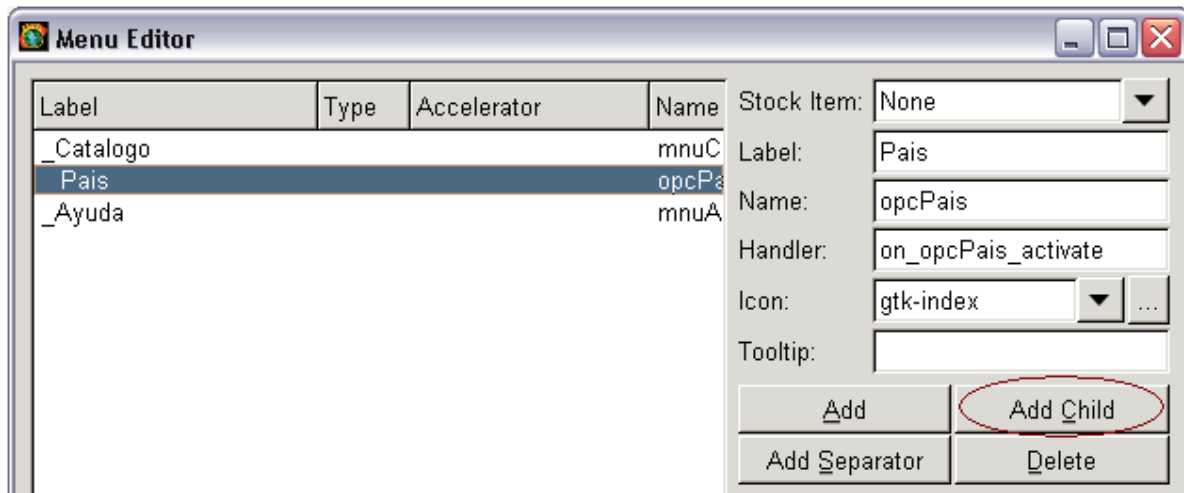 Menu Editor
Label Type Accelerator Name
_Catalogo mnuC
Pais opcPa
_Ayuda mnuA
Stock Item: None
Label: Pais
Name: opcPais
Handler: on_opcPais_activate
Icon: gtk-index ...
Tooltip:
Add Add Child
Add Separator Delete